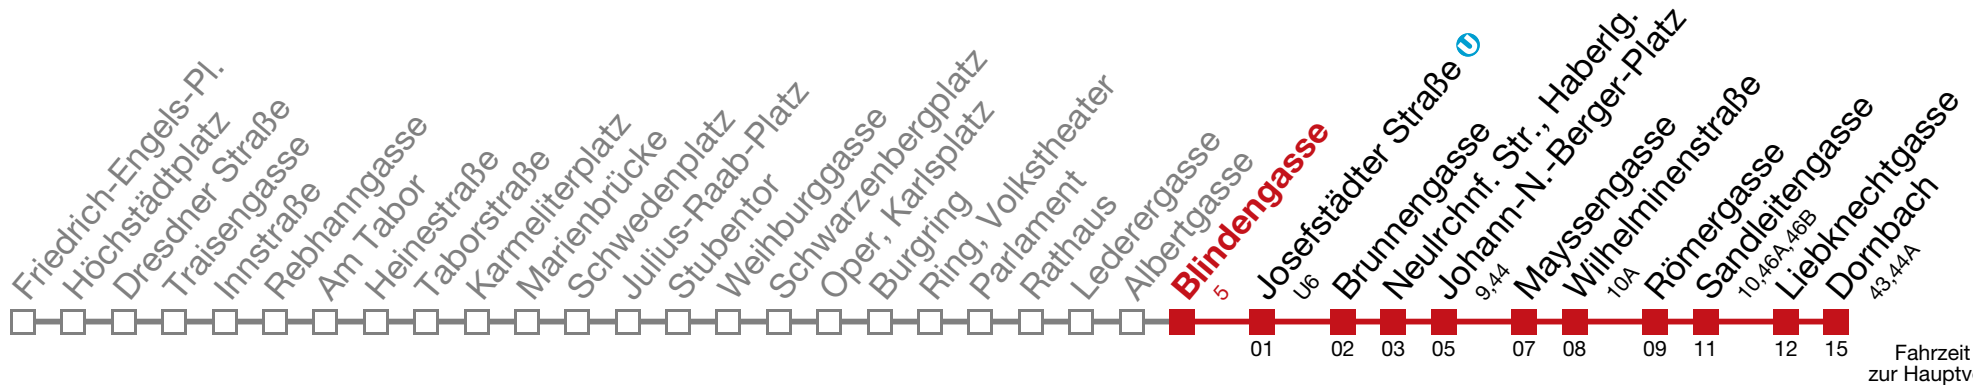 Friedrich-Engels-Pl.
Höchstädtplatz
Dresdner Straße
Traisengasse
Innstraße
Rebhanngasse
Am Tabor
Heinestraße
Taborstraße
Karmeliterplatz
Marienbrücke
Schwedenplatz
Julius-Raab-Platz
Stubentor
Weihburggasse
Schwarzenbergplatz
Oper, Karlsplatz
Burgring
Ring, Volkstheater
Parlament
Rathaus
Lederergasse
Albertgasse
Blindengasse
5
Josefstädter Straße U
U6
Brunnengasse
Neulrchnf. Str., Haberlg.
Johann-N.-Berger-Platz
9,44
Mayssengasse
Wilhelminenstraße
10A
Römergasse
Sandleitengasse
10,46A,46B
Liebknechtgasse
Dornbach
43,44A
01 02 03 05 07 08 09 11 12 15
Fahrzeit
zur Hauptv